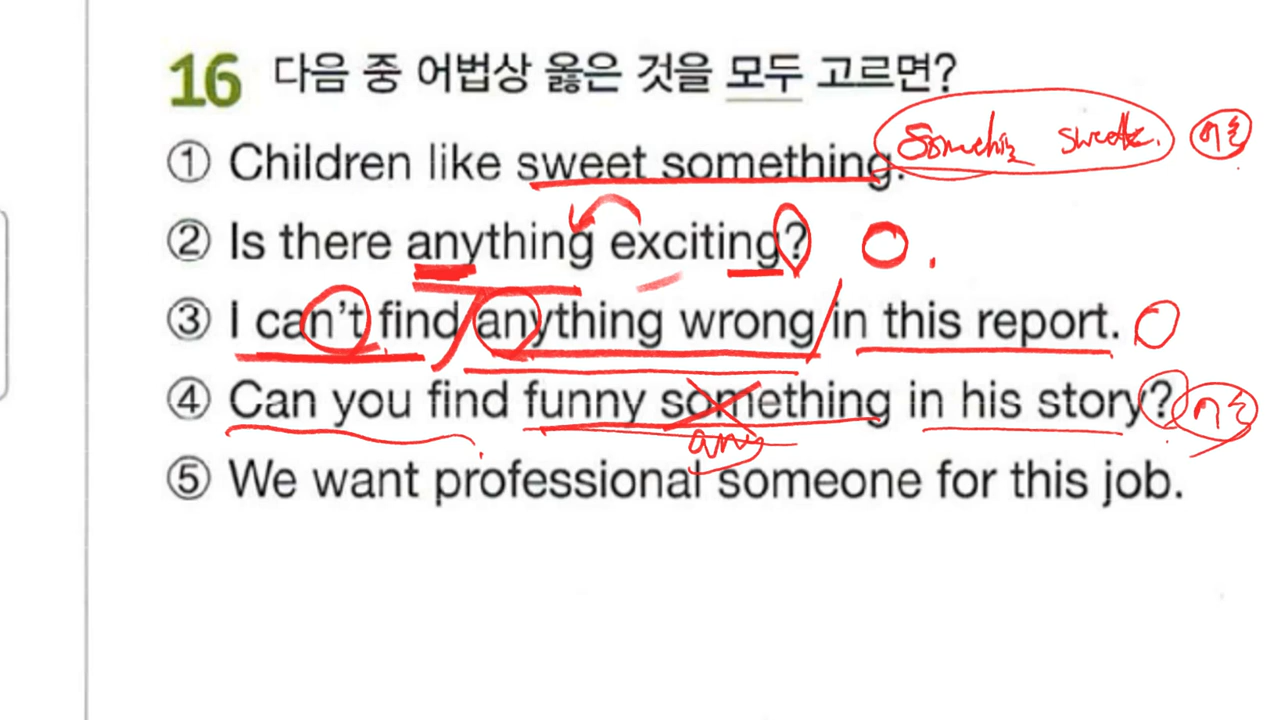 16 다음 중 어법상 옳은 것을 모두 고르면?
① Children like sweet something.
② Is there anything exciting?
③ I can't find anything wrong in this report.
④ Can you find funny something in his story?
any
⑤ We want professional someone for this job.